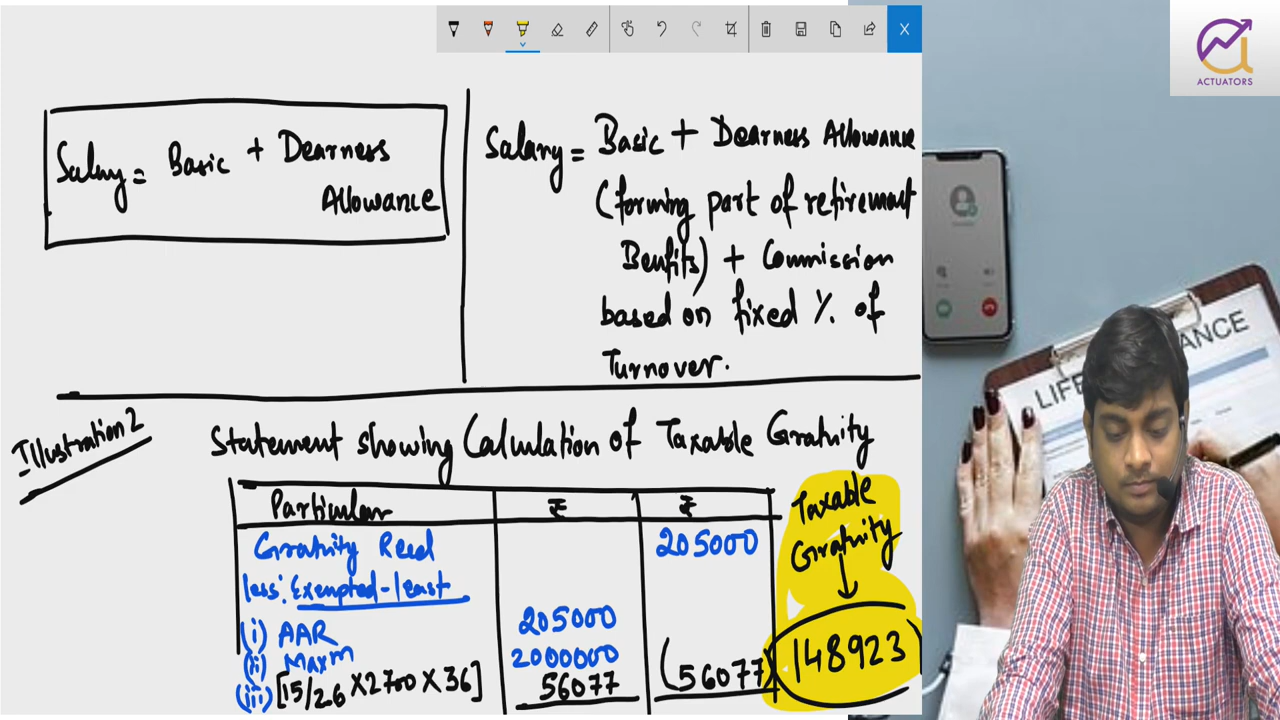 ACTUATORS
Salary = Basic + Dearness
Allowance
Salary = Basic + Dearness Allowance
(forming part of retirement
Benfits) + Commission
based on fixed % of
Turnover.
LIFE
ANCE
Illustration 2
Statement showing Calculation of Taxable Gratuity
Particular ₹ ₹
Gratuity Recd 205000
less: Exempted-least
(i) AAR 205000
(ii) Maxm 2000000
(iii) [15/26 × 2700 × 36] 56077 (56077)
Taxable
Gratuity
148923